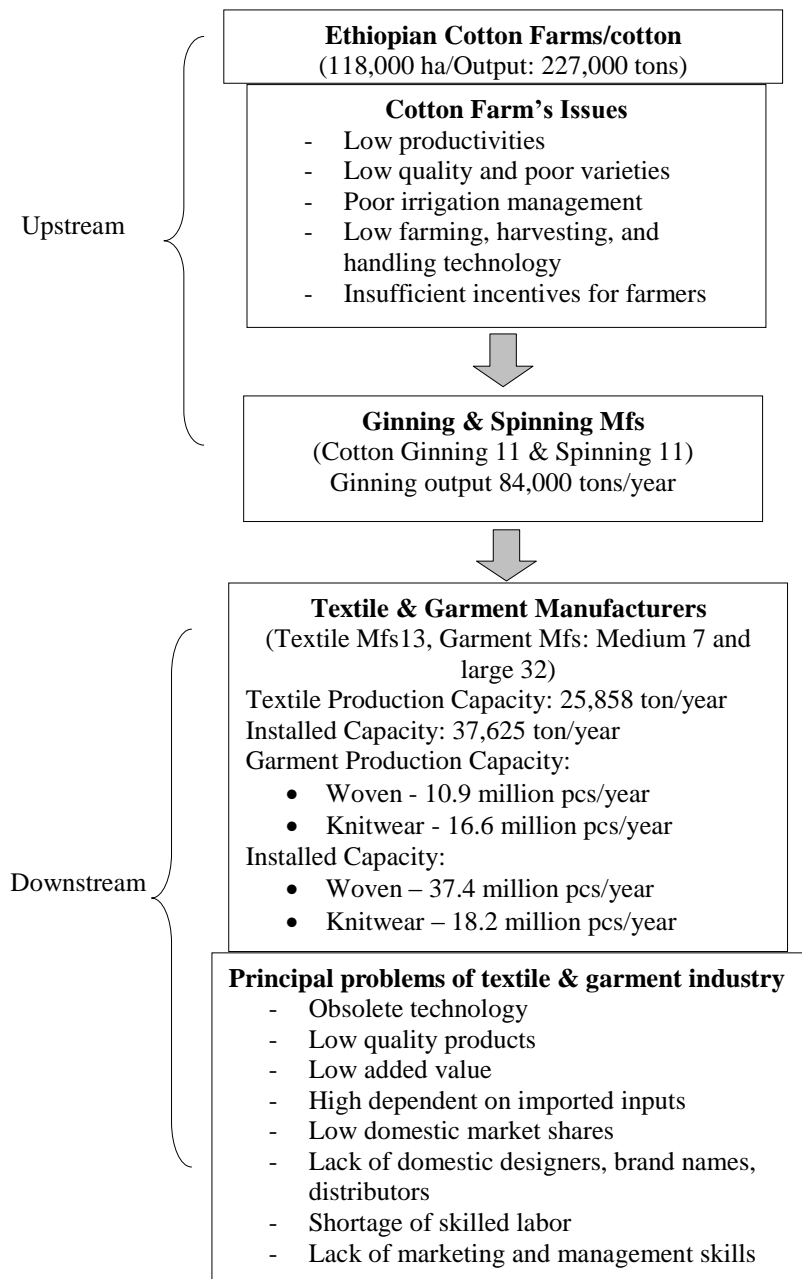 Ethiopian Cotton Farms/cotton
(118,000 ha/Output: 227,000 tons)
Cotton Farm's Issues
- Low productivities
- Low quality and poor varieties
- Poor irrigation management
- Low farming, harvesting, and
handling technology
- Insufficient incentives for farmers
Upstream
Ginning & Spinning Mfs
(Cotton Ginning 11 & Spinning 11)
Ginning output 84,000 tons/year
Textile & Garment Manufacturers
(Textile Mfs13, Garment Mfs: Medium 7 and
large 32)
Textile Production Capacity: 25,858 ton/year
Installed Capacity: 37,625 ton/year
Garment Production Capacity:
• Woven - 10.9 million pcs/year
• Knitwear - 16.6 million pcs/year
Installed Capacity:
• Woven – 37.4 million pcs/year
• Knitwear – 18.2 million pcs/year
Downstream
Principal problems of textile & garment industry
- Obsolete technology
- Low quality products
- Low added value
- High dependent on imported inputs
- Low domestic market shares
- Lack of domestic designers, brand names,
distributors
- Shortage of skilled labor
- Lack of marketing and management skills